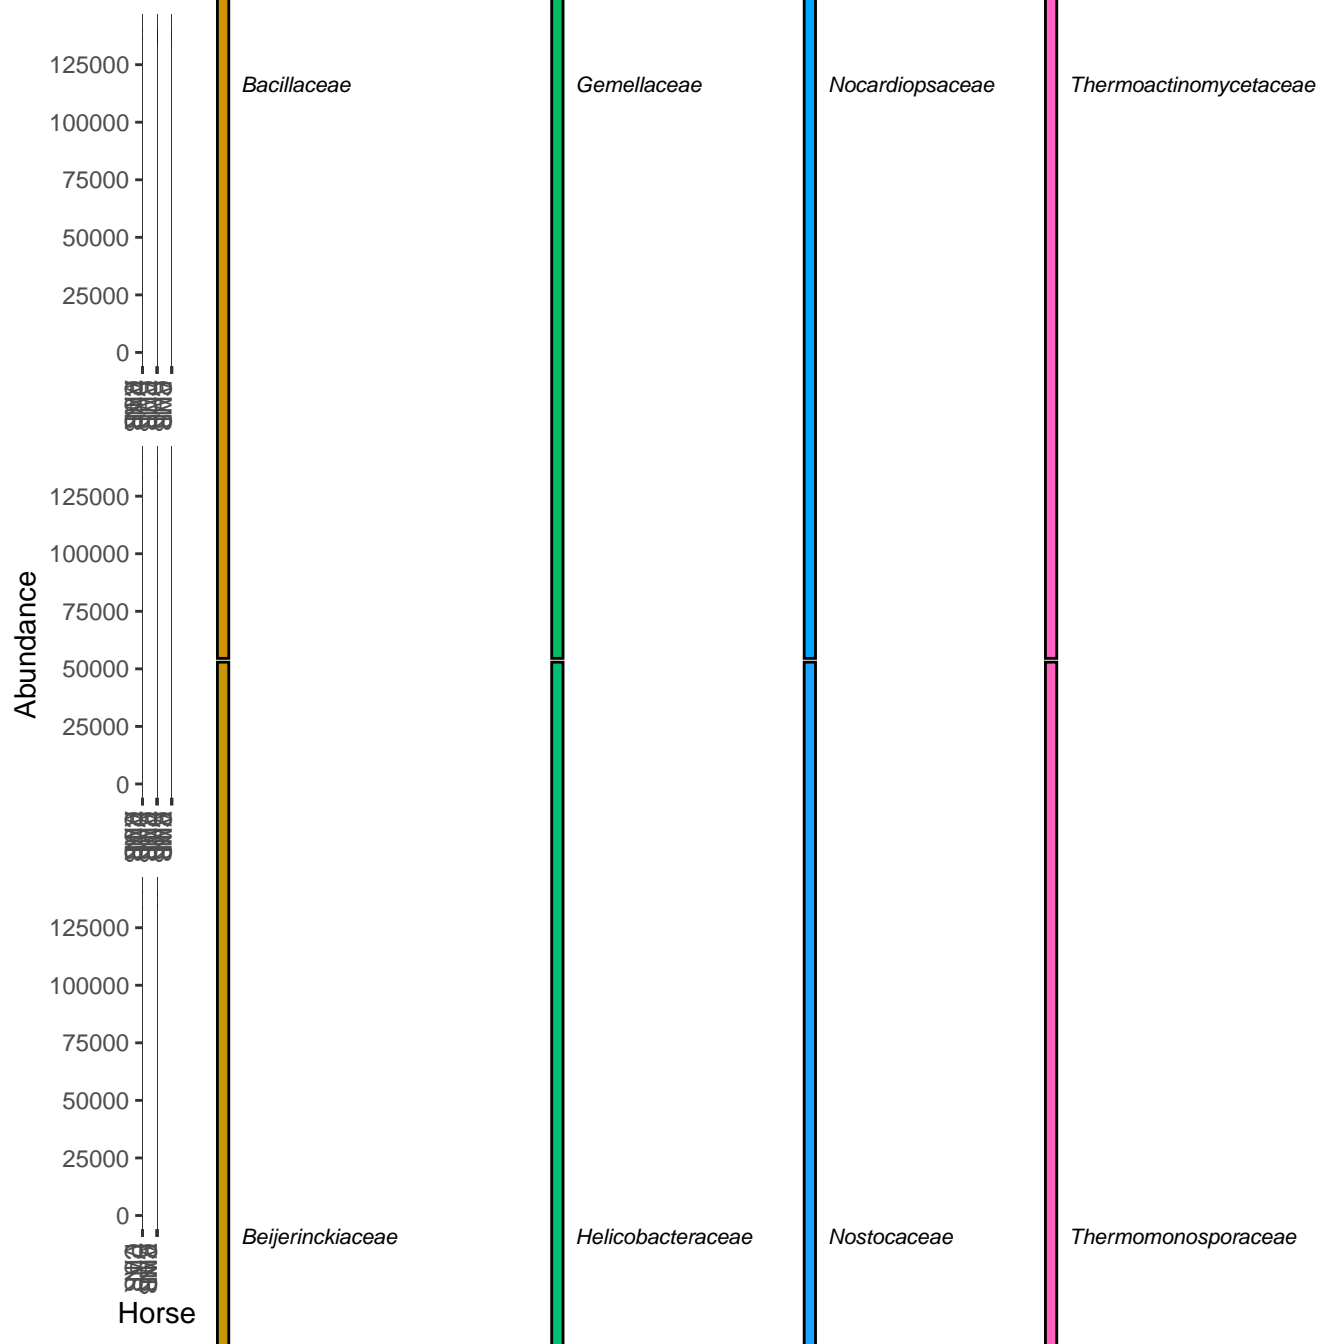 125000
100000
75000
50000
25000
0
125000
100000
75000
50000
25000
0
125000
100000
75000
50000
25000
0
Abundance
Horse
Bacillaceae
Gemellaceae
Nocardiopsaceae
Thermoactinomycetaceae
Beijerinckiaceae
Helicobacteraceae
Nostocaceae
Thermomonosporaceae